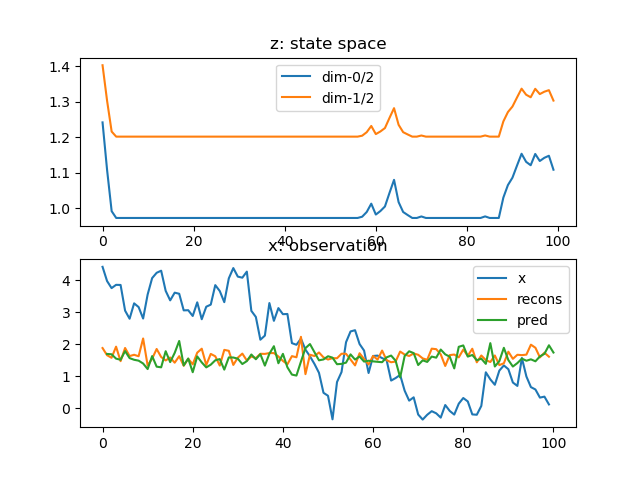 z: state space
1.4
1.3
1.2
1.1
1.0
dim-0/2
dim-1/2
0 20 40 60 80 100
x: observation
4
3
2
1
0
x
recons
pred
0 20 40 60 80 100